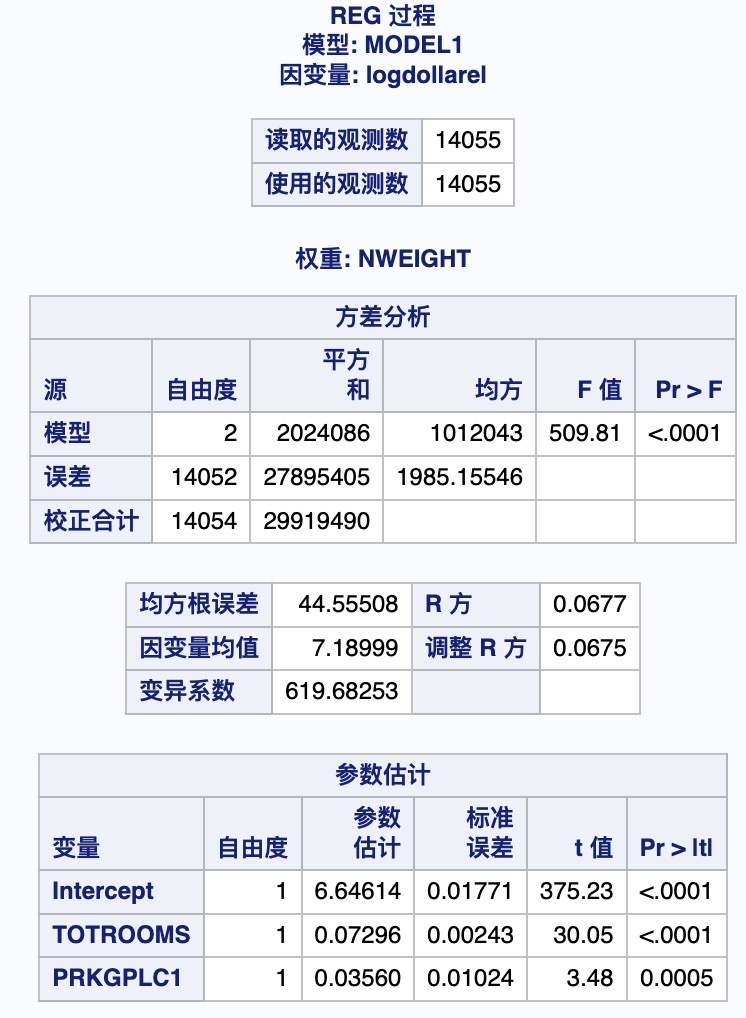 REG 过程
模型: MODEL1
因变量: logdollarel
读取的观测数 14055
使用的观测数 14055
权重: NWEIGHT
方差分析
源 自由度 平方和 均方 F 值 Pr > F
模型 2 2024086 1012043 509.81 <.0001
误差 14052 27895405 1985.15546
校正合计 14054 29919490
均方根误差 44.55508 R 方 0.0677
因变量均值 7.18999 调整 R 方 0.0675
变异系数 619.68253
参数估计
变量 自由度 参数估计 标准误差 t 值 Pr > |t|
Intercept 1 6.64614 0.01771 375.23 <.0001
TOTROOMS 1 0.07296 0.00243 30.05 <.0001
PRKGPLC1 1 0.03560 0.01024 3.48 0.0005